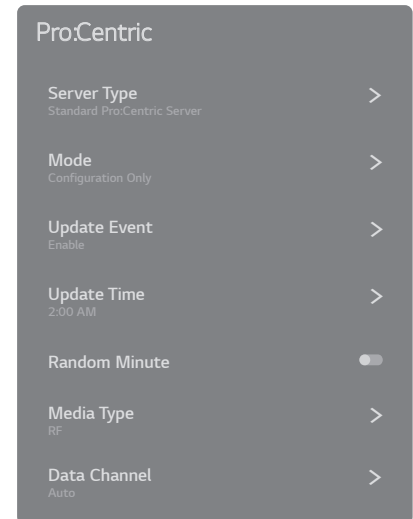 Pro:Centric
Server Type
Standard Pro:Centric Server
Mode
Configuration Only
Update Event
Enable
Update Time
2:00 AM
Random Minute
Media Type
RF
Data Channel
Auto